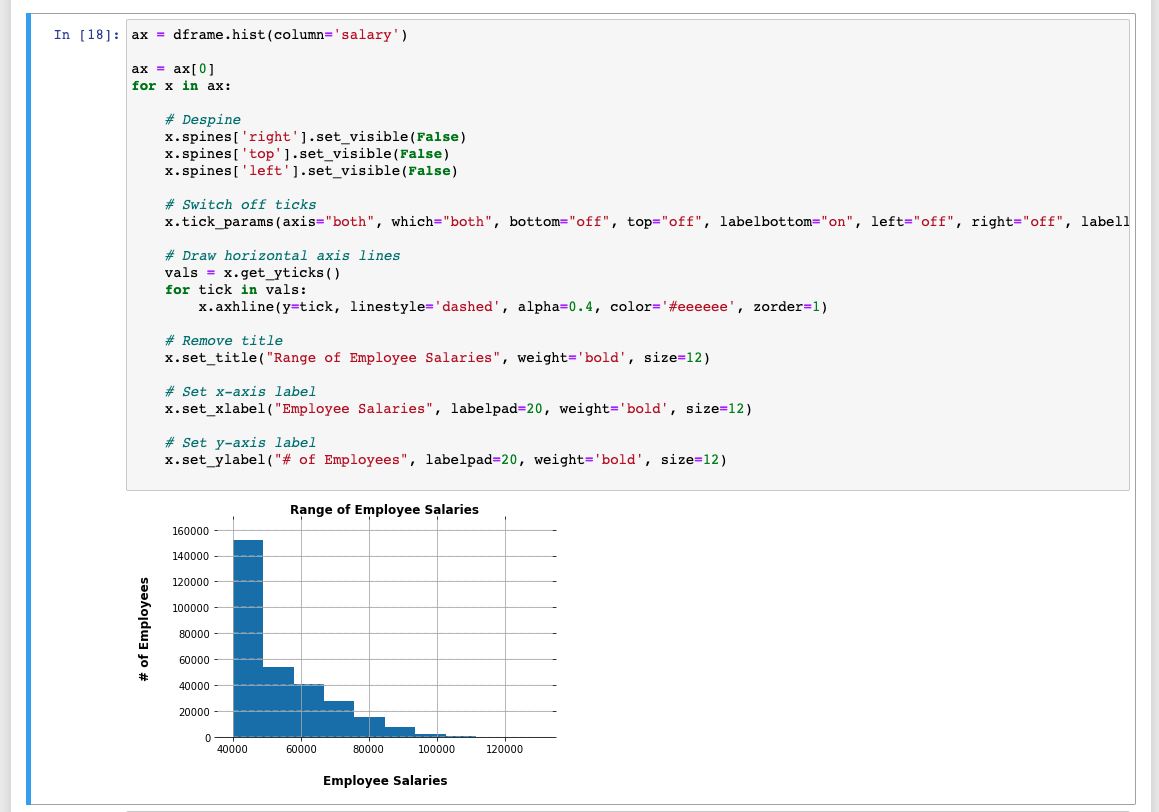 In [18]: ax = dframe.hist(column='salary')
ax = ax[0]
for x in ax:
# Despine
x.spines['right'].set_visible(False)
x.spines['top'].set_visible(False)
x.spines['left'].set_visible(False)
# Switch off ticks
x.tick_params(axis="both", which="both", bottom="off", top="off", labelbottom="on", left="off", right="off", labell
# Draw horizontal axis lines
vals = x.get_yticks()
for tick in vals:
x.axhline(y=tick, linestyle='dashed', alpha=0.4, color='#eeeeee', zorder=1)
# Remove title
x.set_title("Range of Employee Salaries", weight='bold', size=12)
# Set x-axis label
x.set_xlabel("Employee Salaries", labelpad=20, weight='bold', size=12)
# Set y-axis label
x.set_ylabel("# of Employees", labelpad=20, weight='bold', size=12)
Range of Employee Salaries
# of Employees
160000
140000
120000
100000
80000
60000
40000
20000
0
40000 60000 80000 100000 120000
Employee Salaries